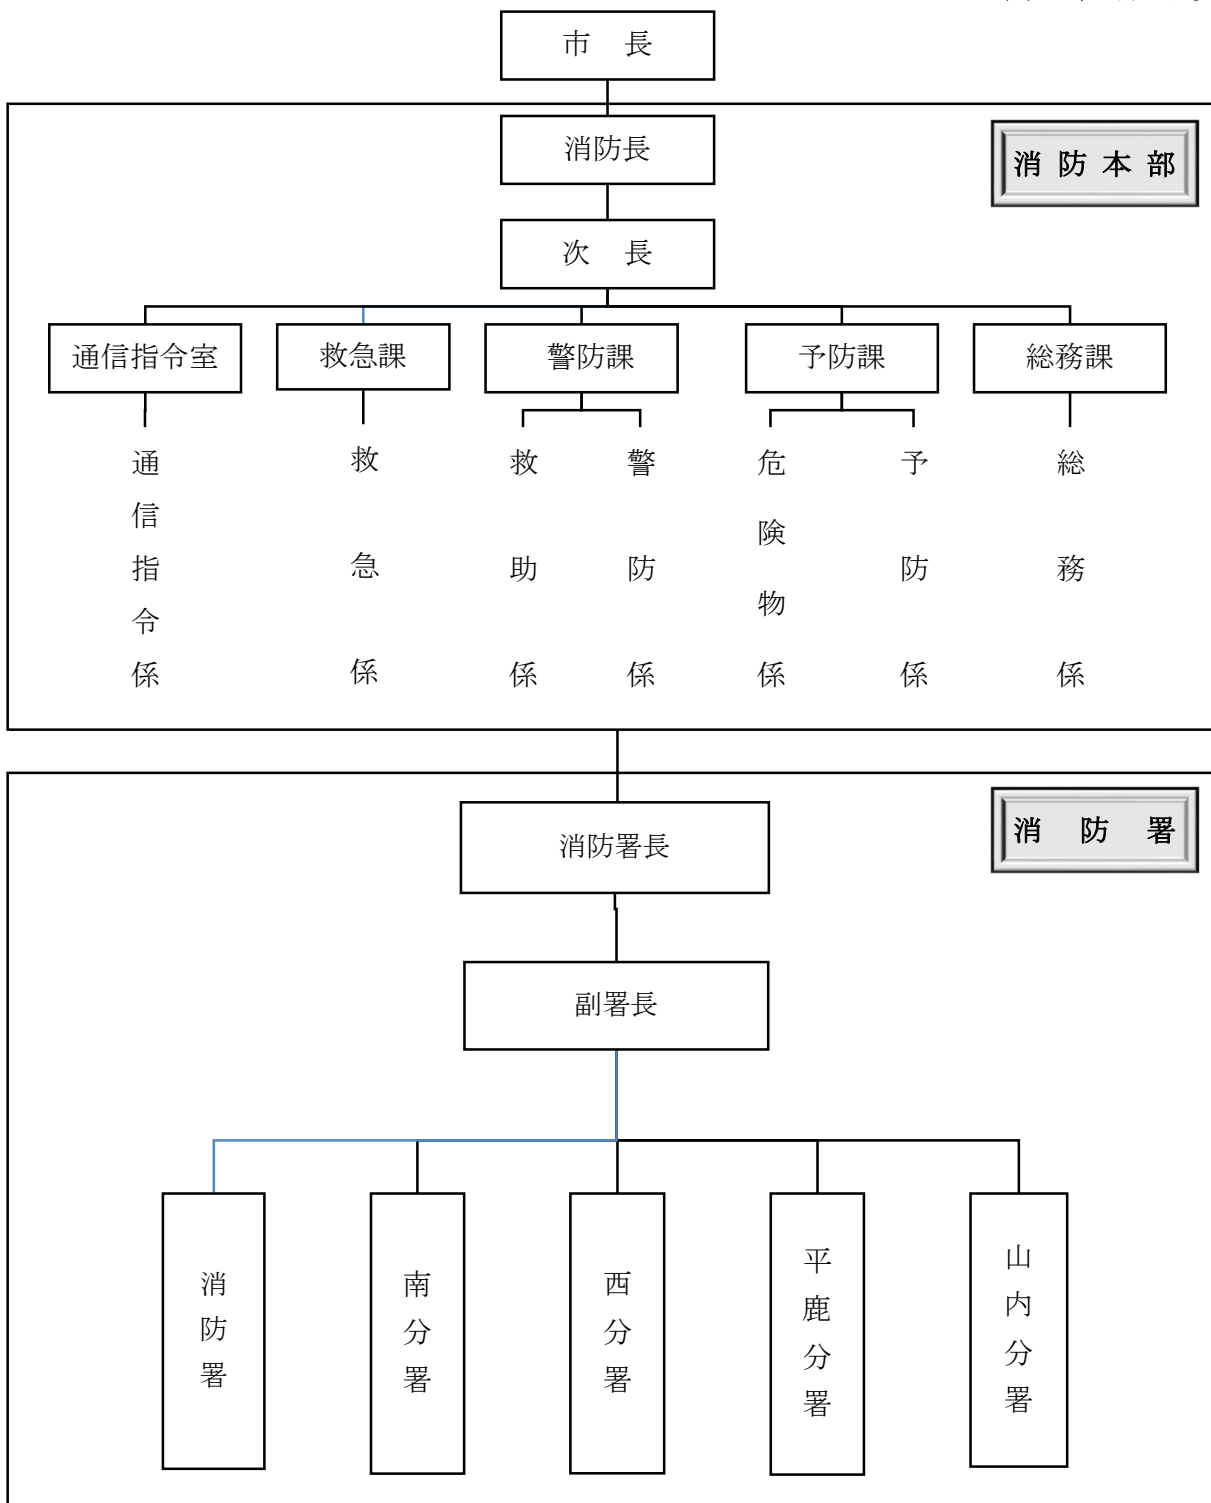 市 長
消防長
消防本部
次 長
通信指令室
救急課
警防課
予防課
総務課
通信指令係
救急係
救助係
警防係
危険物係
予防係
総務係
消防署
消防署長
副署長
消防署
南分署
西分署
平鹿分署
山内分署